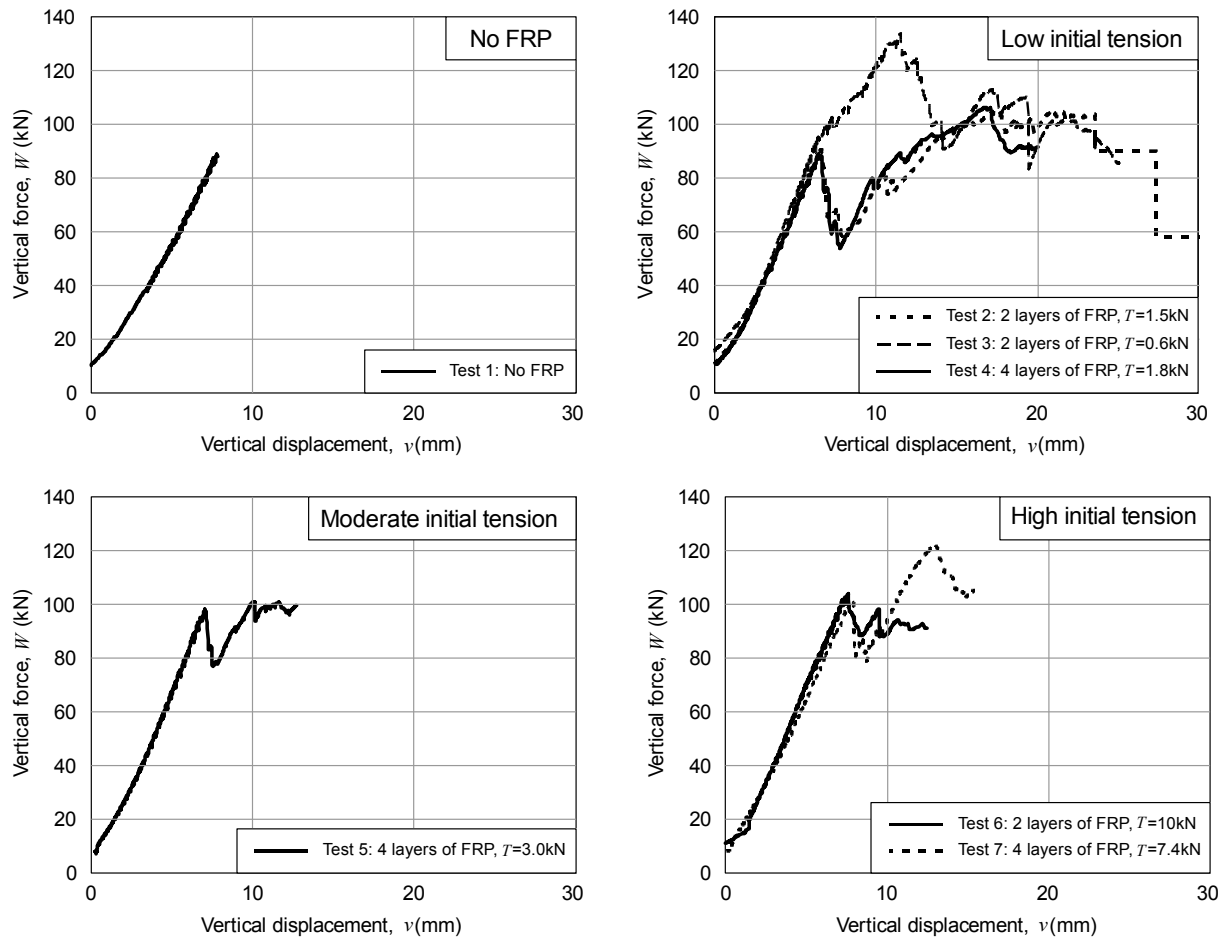 No FRP
Vertical force, W (kN)
140
120
100
80
60
40
20
0
0 10 20 30
Vertical displacement, v(mm)
Test 1: No FRP
Low initial tension
Vertical force, W (kN)
140
120
100
80
60
40
20
0
0 10 20 30
Vertical displacement, v(mm)
Test 2: 2 layers of FRP, T=1.5kN
Test 3: 2 layers of FRP, T=0.6kN
Test 4: 4 layers of FRP, T=1.8kN
Moderate initial tension
Vertical force, W (kN)
140
120
100
80
60
40
20
0
0 10 20 30
Vertical displacement, v(mm)
Test 5: 4 layers of FRP, T=3.0kN
High initial tension
Vertical force, W (kN)
140
120
100
80
60
40
20
0
0 10 20 30
Vertical displacement, v(mm)
Test 6: 2 layers of FRP, T=10kN
Test 7: 4 layers of FRP, T=7.4kN